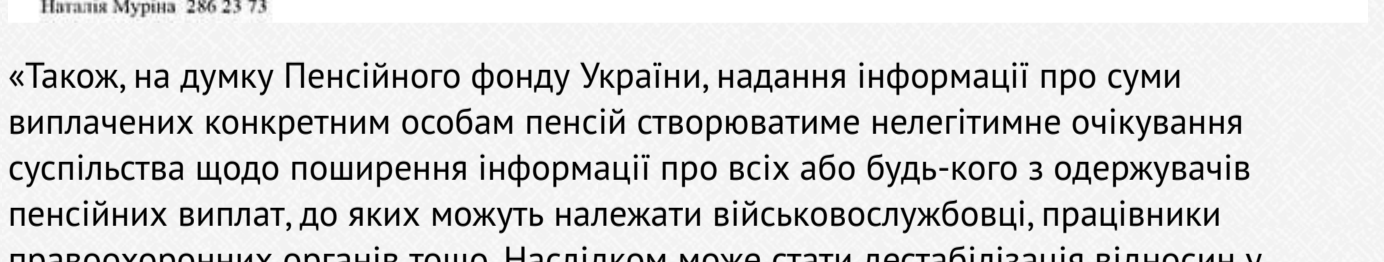 Наталія Муріна 286 23 73
«Також, на думку Пенсійного фонду України, надання інформації про суми
виплачених конкретним особам пенсій створюватиме нелегітимне очікування
суспільства щодо поширення інформації про всіх або будь-кого з одержувачів
пенсійних виплат, до яких можуть належати військовослужбовці, працівники
правоохоронних органів тощо. Наслідком може стати дестабілізація відносин у